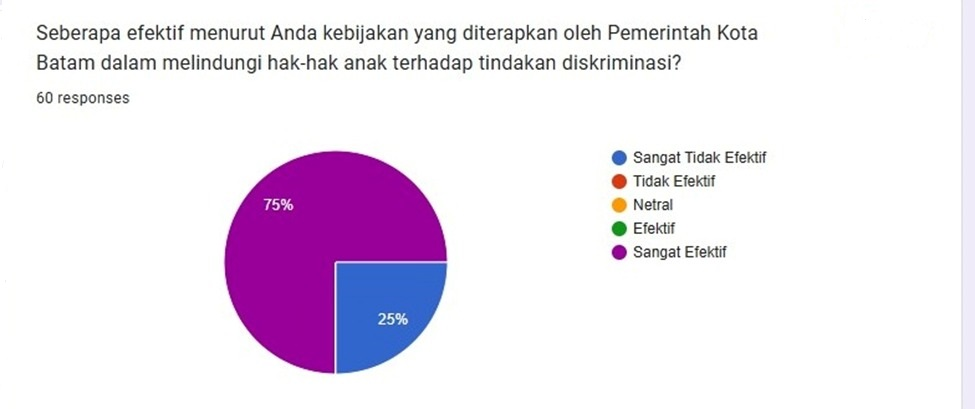 Seberapa efektif menurut Anda kebijakan yang diterapkan oleh Pemerintah Kota
Batam dalam melindungi hak-hak anak terhadap tindakan diskriminasi?
60 responses
75%
25%
Sangat Tidak Efektif
Tidak Efektif
Netral
Efektif
Sangat Efektif